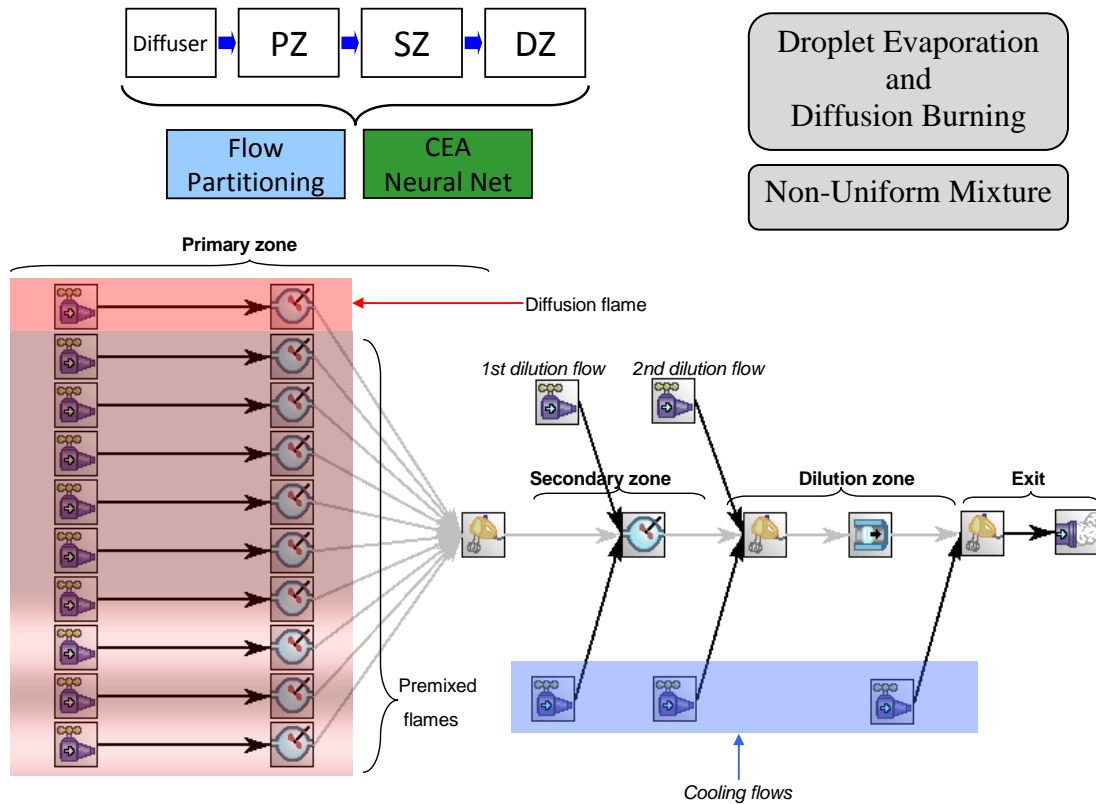 Diffuser
PZ
SZ
DZ
Flow
Partitioning
CEA
Neural Net
Droplet Evaporation
and
Diffusion Burning
Non-Uniform Mixture
Primary zone
Diffusion flame
1st dilution flow
2nd dilution flow
Secondary zone
Dilution zone
Exit
Premixed
flames
Cooling flows